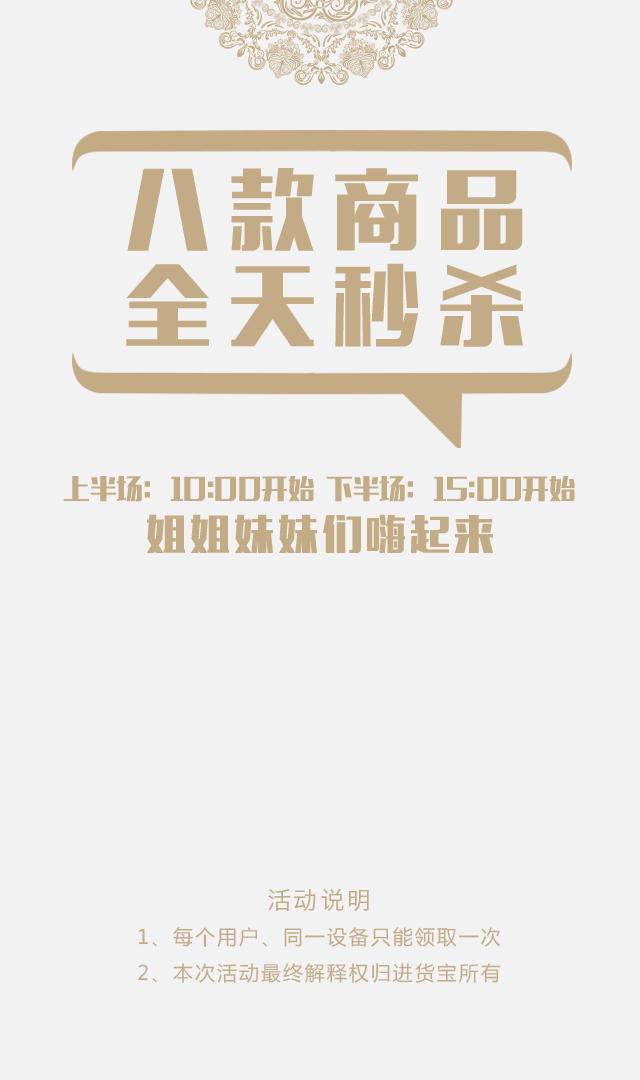 八款商品
全天秒杀
上半场：10:00开始 下半场：15:00开始
姐姐妹妹们嗨起来
活动说明
1、每个用户、同一设备只能领取一次
2、本次活动最终解释权归进货宝所有